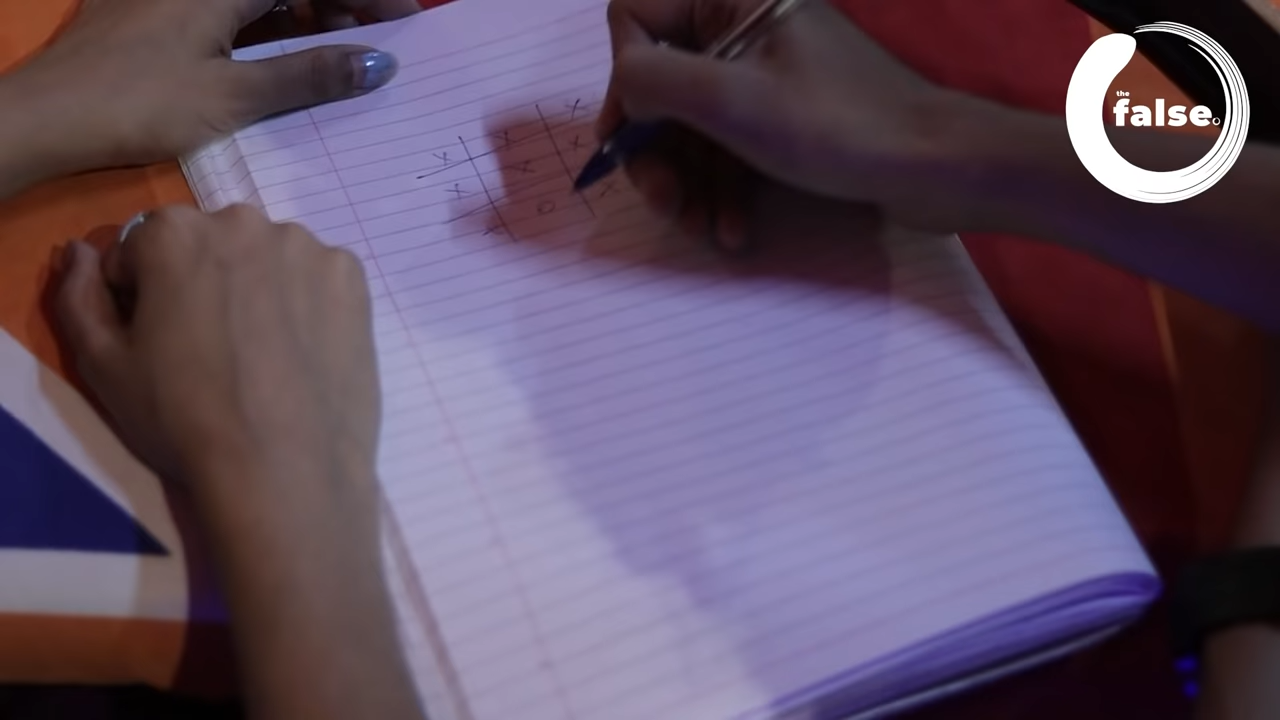 the
false.
x x x
x x x
x o x